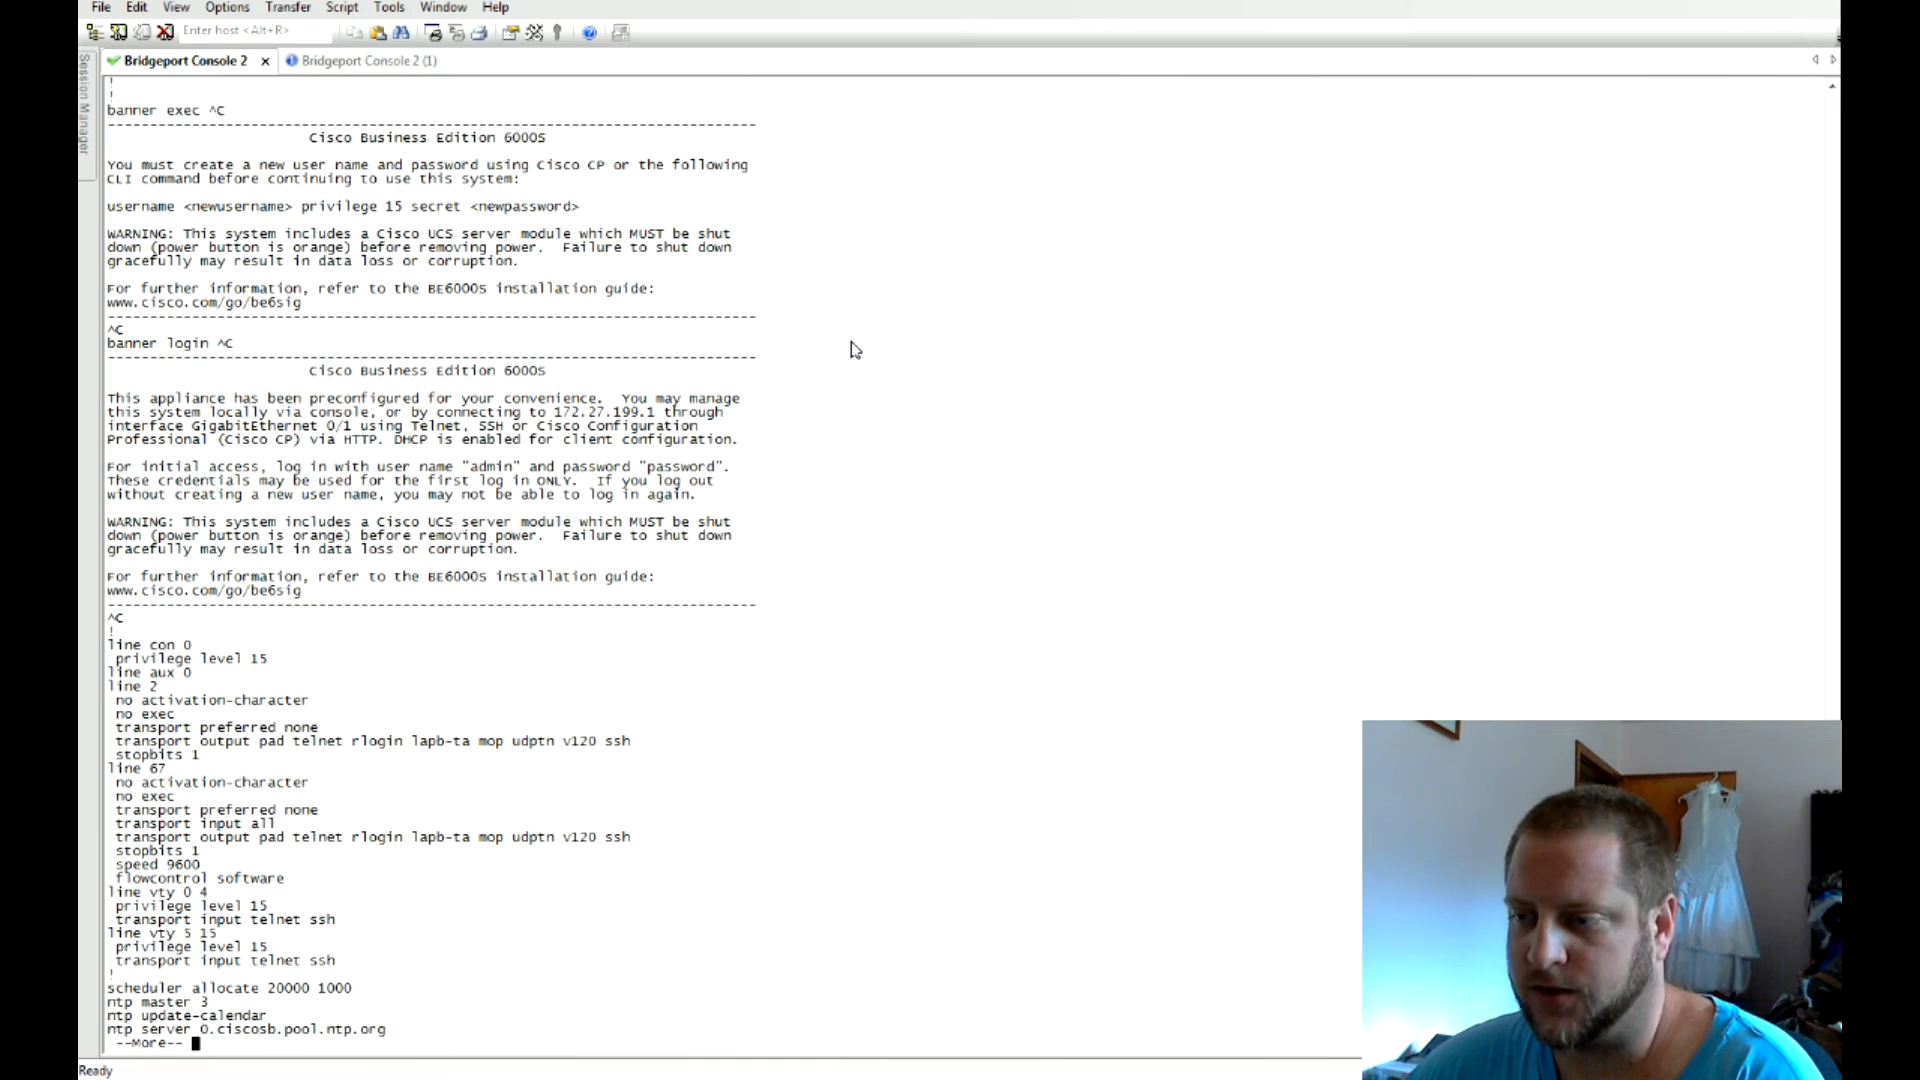 File Edit View Options Transfer Script Tools Window Help
Enter host <Alt+R>
Session Manager
Bridgeport Console 2 x Bridgeport Console 2 (1)
!
!
banner exec ^C
-----------------------------------------------------------------------------
Cisco Business Edition 6000S
You must create a new user name and password using Cisco CP or the following
CLI command before continuing to use this system:
username <newusername> privilege 15 secret <newpassword>
WARNING: This system includes a Cisco UCS server module which MUST be shut
down (power button is orange) before removing power.  Failure to shut down
gracefully may result in data loss or corruption.
For further information, refer to the BE6000S installation guide:
www.cisco.com/go/be6sig
-----------------------------------------------------------------------------
^C
banner login ^C
-----------------------------------------------------------------------------
Cisco Business Edition 6000S
This appliance has been preconfigured for your convenience.  You may manage
this system locally via console, or by connecting to 172.27.199.1 through
interface GigabitEthernet 0/1 using Telnet, SSH or Cisco Configuration
Professional (Cisco CP) via HTTP. DHCP is enabled for client configuration.
For initial access, log in with user name "admin" and password "password".
These credentials may be used for the first log in ONLY.  If you log out
without creating a new user name, you may not be able to log in again.
WARNING: This system includes a Cisco UCS server module which MUST be shut
down (power button is orange) before removing power.  Failure to shut down
gracefully may result in data loss or corruption.
For further information, refer to the BE6000S installation guide:
www.cisco.com/go/be6sig
-----------------------------------------------------------------------------
^C
!
line con 0
 privilege level 15
line aux 0
line 2
 no activation-character
 no exec
 transport preferred none
 transport output pad telnet rlogin lapb-ta mop udptn v120 ssh
 stopbits 1
line 67
 no activation-character
 no exec
 transport preferred none
 transport input all
 transport output pad telnet rlogin lapb-ta mop udptn v120 ssh
 stopbits 1
 speed 9600
 flowcontrol software
line vty 0 4
 privilege level 15
 transport input telnet ssh
line vty 5 15
 privilege level 15
 transport input telnet ssh
!
scheduler allocate 20000 1000
ntp master 3
ntp update-calendar
ntp server 0.ciscosb.pool.ntp.org
 --More--
Ready